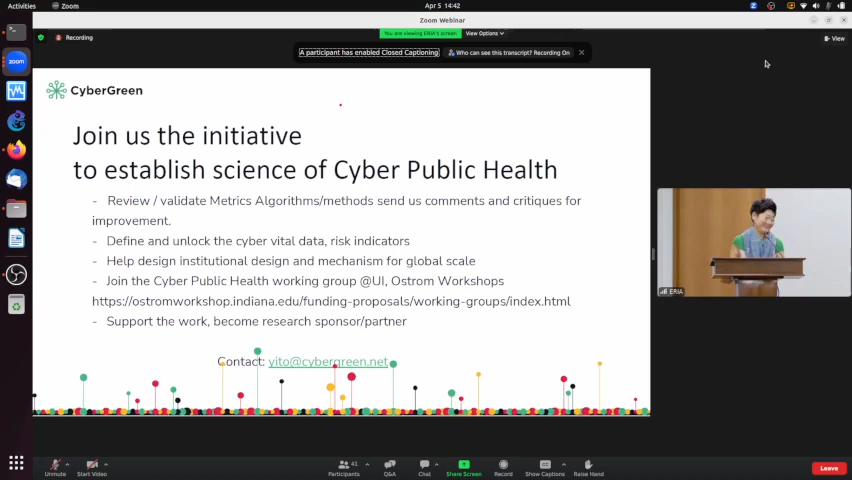 Activities
Zoom
Apr 5 14:42
Zoom Webinar
Recording
You are viewing ERIA's screen
View Options
View
A participant has enabled Closed Captioning
Who can see this transcript? Recording On
CyberGreen
Join us the initiative
to establish science of Cyber Public Health
- Review / validate Metrics Algorithms/methods send us comments and critiques for
improvement.
- Define and unlock the cyber vital data, risk indicators
- Help design institutional design and mechanism for global scale
- Join the Cyber Public Health working group @UI, Ostrom Workshops
https://ostromworkshop.indiana.edu/funding-proposals/working-groups/index.html
- Support the work, become research sponsor/partner
Contact: yito@cybergreen.net
ERIA
Unmute
Start Video
Participants
41
Q&A
Chat
Share Screen
Record
Show Captions
Raise Hand
Leave